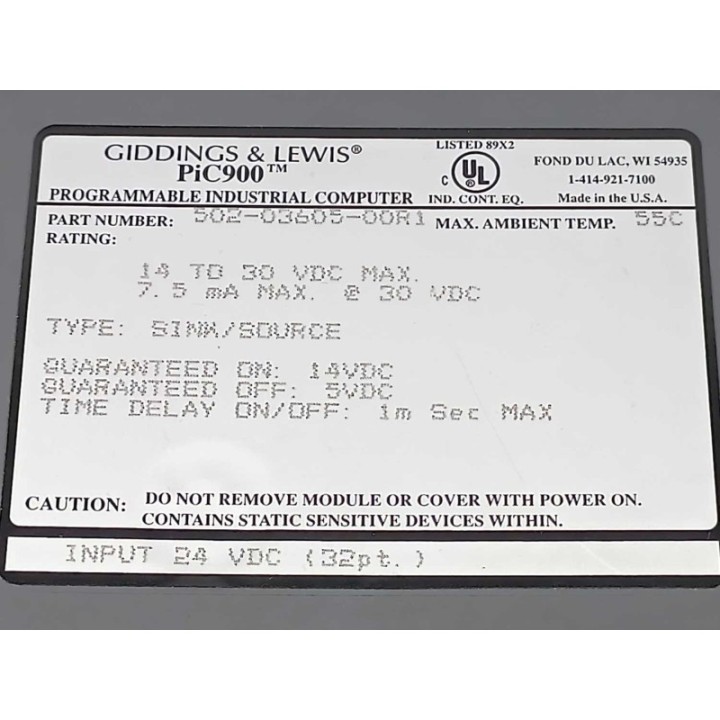 GIDDINGS & LEWIS®
PiC900™
PROGRAMMABLE INDUSTRIAL COMPUTER
LISTED 89X2
C UL
IND. CONT. EQ.
FOND DU LAC, WI 54935
1-414-921-7100
Made in the U.S.A.
PART NUMBER: 502-03605-00R1 MAX. AMBIENT TEMP. 55C
RATING:
14 TO 30 VDC MAX.
7.5 mA MAX. @ 30 VDC
TYPE: SINK/SOURCE
GUARANTEED ON: 14VDC
GUARANTEED OFF: 5VDC
TIME DELAY ON/OFF: 1m Sec MAX
CAUTION: DO NOT REMOVE MODULE OR COVER WITH POWER ON.
CONTAINS STATIC SENSITIVE DEVICES WITHIN.
INPUT 24 VDC (32pt.)